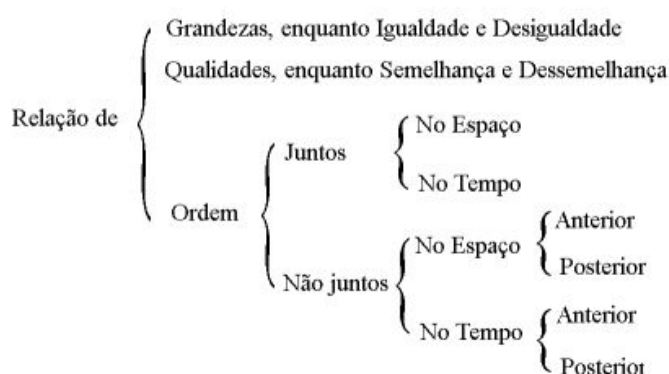 Grandezas, enquanto Igualdade e Desigualdade
Qualidades, enquanto Semelhança e Dessemelhança
Relação de
No Espaço
Juntos
No Tempo
Ordem
Anterior
No Espaço
Posterior
Não juntos
Anterior
No Tempo
Posterior